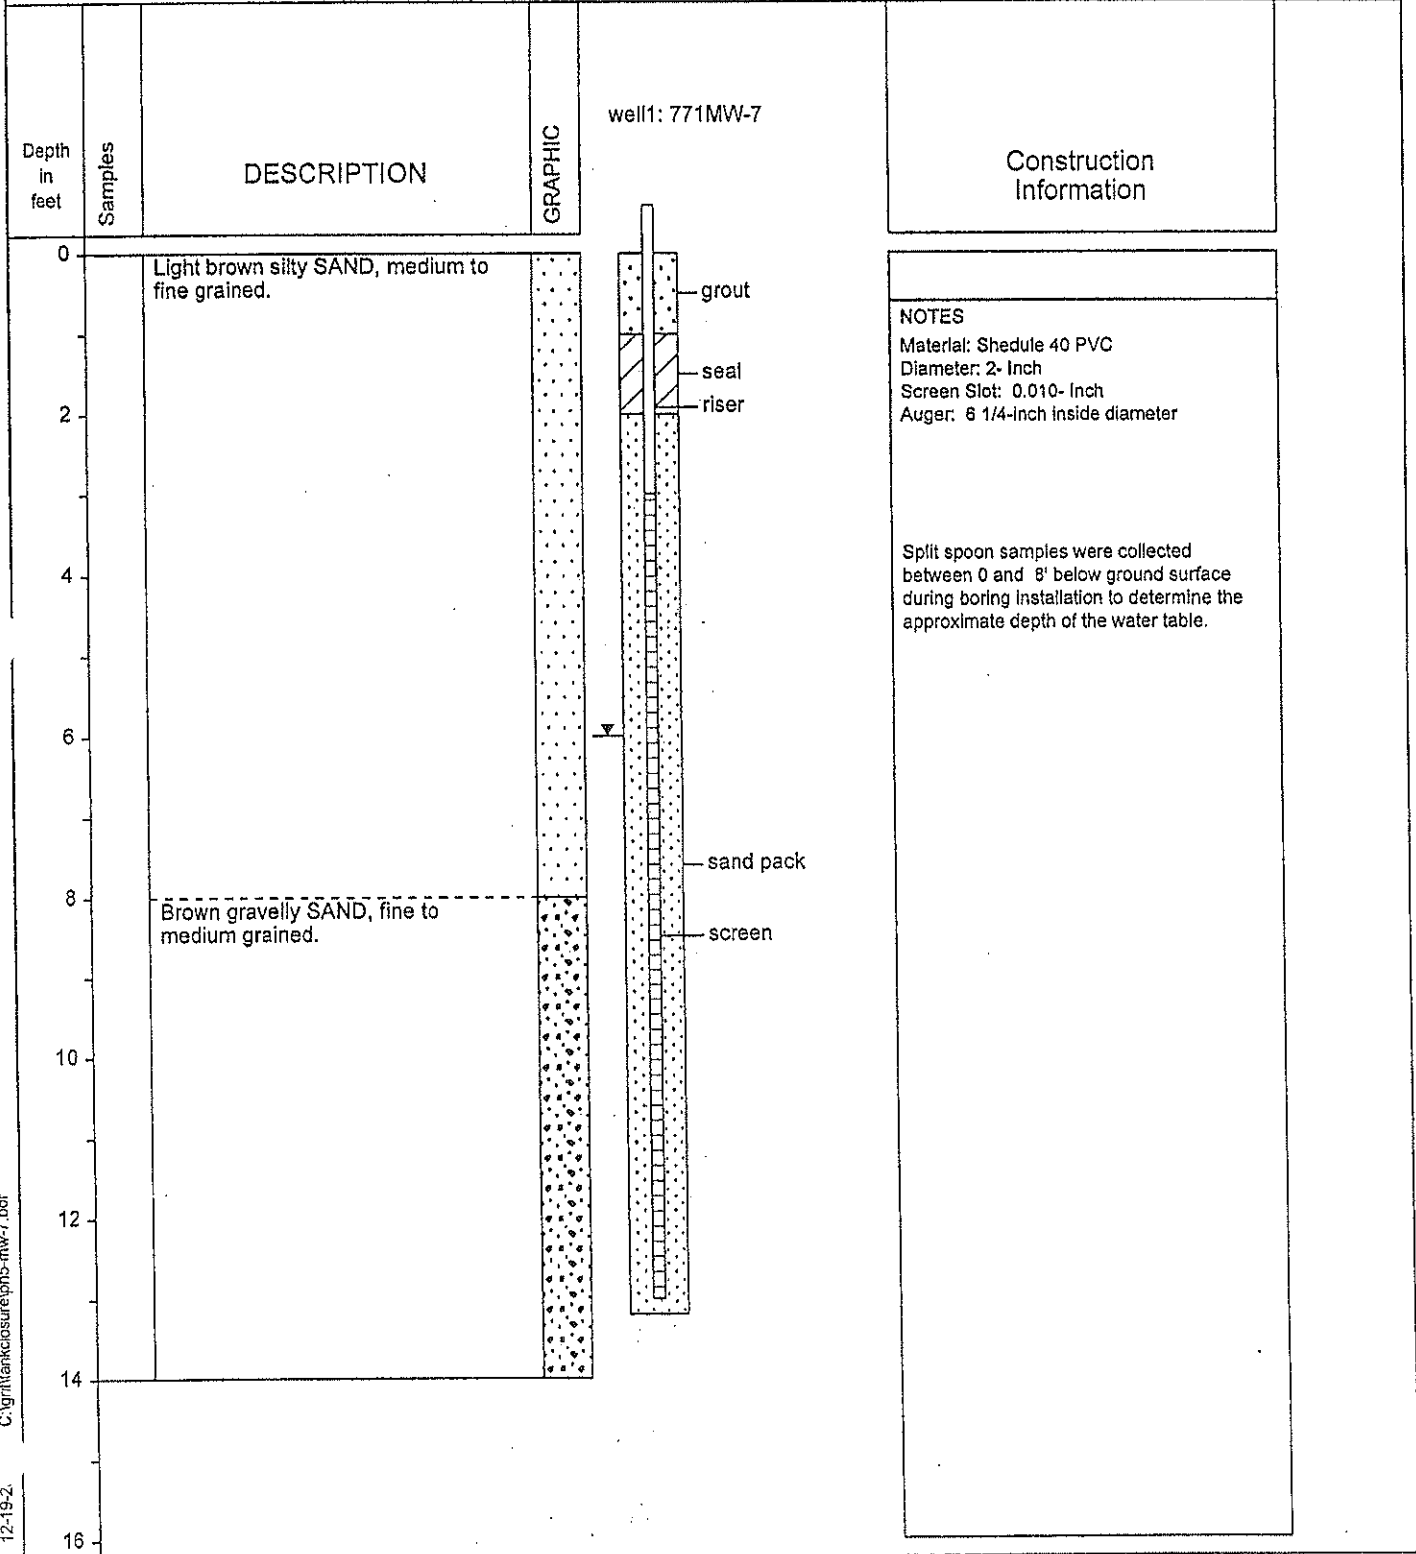 well1: 771MW-7
Depth
in
feet
Samples
DESCRIPTION
GRAPHIC
Construction
Information
0
Light brown silty SAND, medium to
fine grained.
grout
seal
riser
2
NOTES
Material: Shedule 40 PVC
Diameter: 2- Inch
Screen Slot: 0.010- Inch
Auger: 6 1/4-inch inside diameter
4
Split spoon samples were collected
between 0 and 8' below ground surface
during boring installation to determine the
approximate depth of the water table.
6
sand pack
8
Brown gravelly SAND, fine to
medium grained.
screen
10
12
14
16
12-19-2